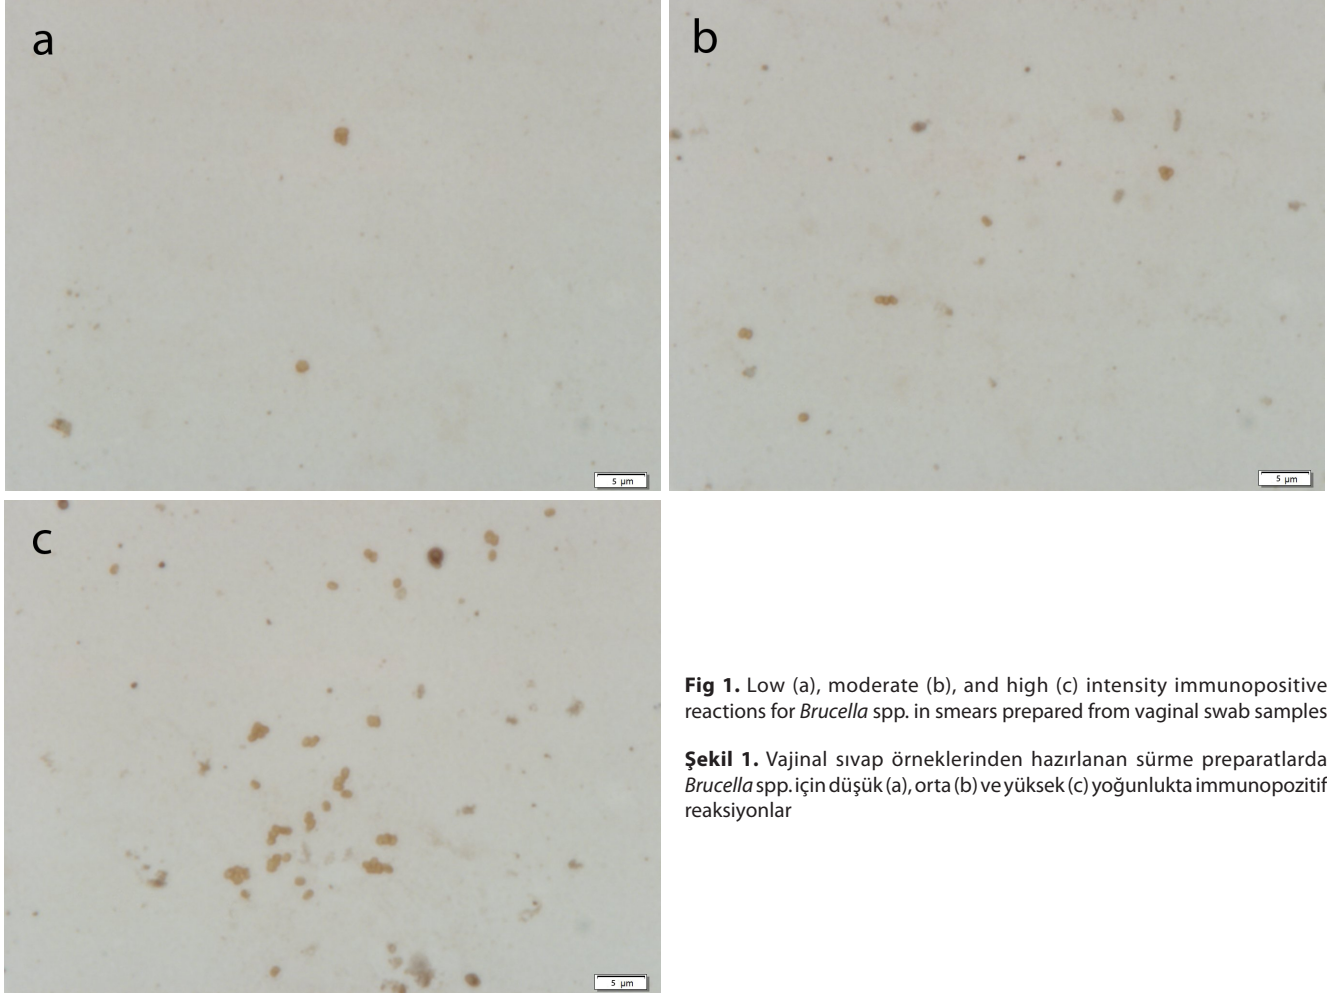 a
b
5 µm
5 µm
c
5 µm
Fig 1. Low (a), moderate (b), and high (c) intensity immunopositive
reactions for Brucella spp. in smears prepared from vaginal swab samples
Şekil 1. Vajinal sıvap örneklerinden hazırlanan sürme preparatlarda
Brucella spp. için düşük (a), orta (b) ve yüksek (c) yoğunlukta immunopozitif
reaksiyonlar